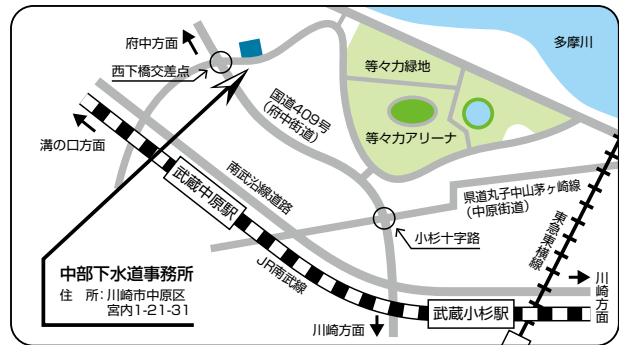 府中方面
多摩川
西下橋交差点
等々力緑地
国道409号
(府中街道)
等々力アリーナ
溝の口方面
南武沿線道路
武蔵中原駅
県道丸子中山茅ヶ崎線
(中原街道)
小杉十字路
東急東横線
JR南武線
中部下水道事務所
住 所:川崎市中原区
宮内1-21-31
川崎方面
武蔵小杉駅
川崎方面